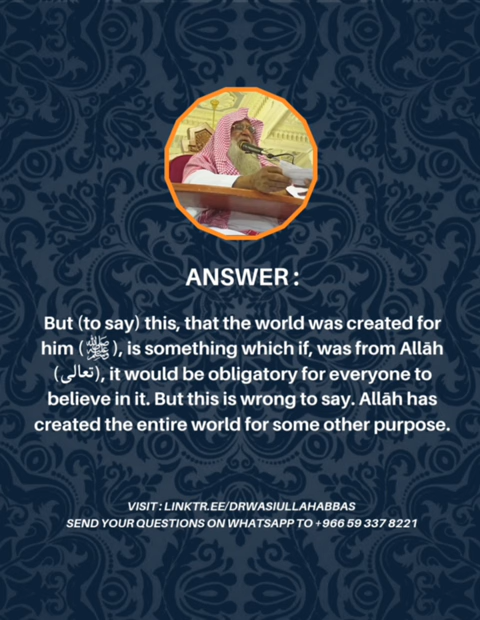 ANSWER :
But (to say) this, that the world was created for
him (ﷺ), is something which if, was from Allāh
(تعالى), it would be obligatory for everyone to
believe in it. But this is wrong to say. Allāh has
created the entire world for some other purpose.
VISIT : LINKTR.EE/DRWASIULLAHABBAS
SEND YOUR QUESTIONS ON WHATSAPP TO +966 59 337 8221